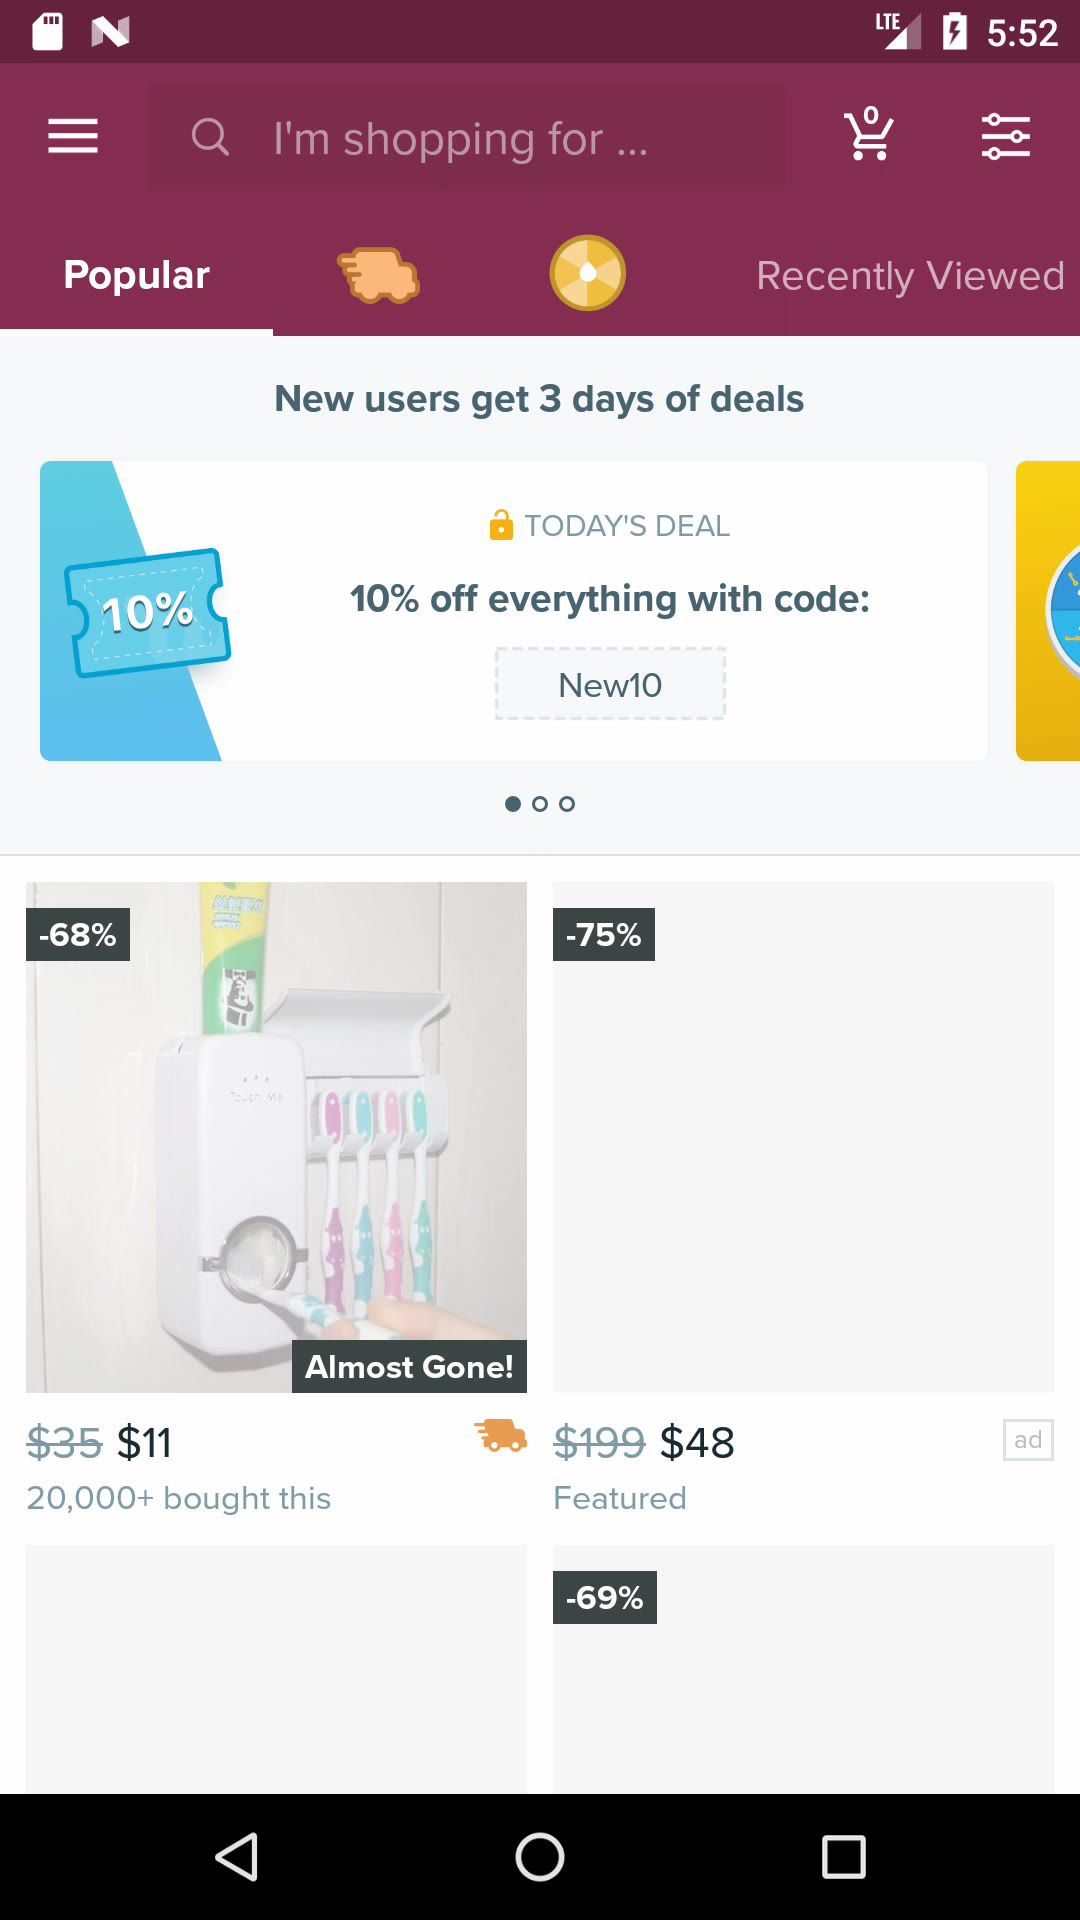 LTE 5:52
I'm shopping for ...
0
Popular
Recently Viewed
New users get 3 days of deals
TODAY'S DEAL
10%
10% off everything with code:
New10
-68%
-75%
Touch Me
Almost Gone!
$35 $11
$199 $48
ad
20,000+ bought this
Featured
-69%